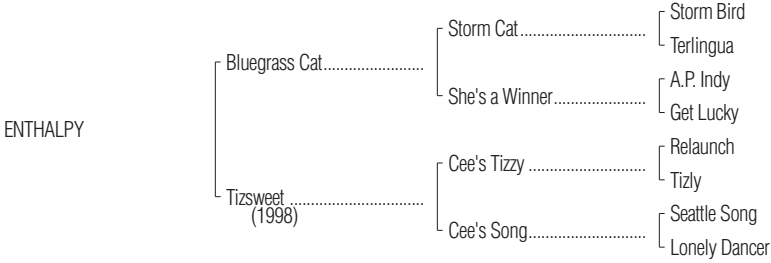 Storm Bird
Storm Cat..............................
Terlingua
Bluegrass Cat........................
A.P. Indy
She's a Winner......................
Get Lucky
ENTHALPY
Relaunch
Cee's Tizzy ............................
Tizly
Tizsweet ................................
(1998)
Seattle Song
Cee's Song............................
Lonely Dancer